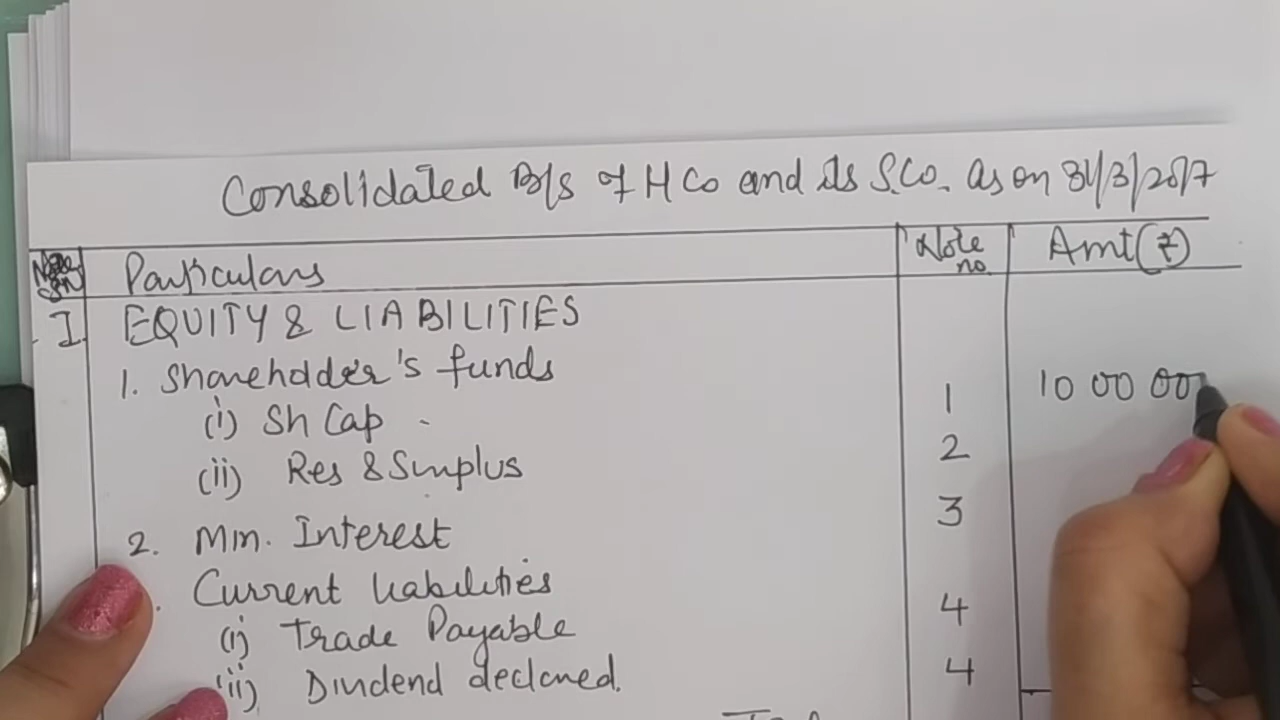 Consolidated B/s of H Co and its S.Co. as on 31/3/2017
Particulars Note no. Amt(₹)
I. EQUITY & LIABILITIES
1. Shareholder's funds
(i) Sh Cap - 1 10 00 00
(ii) Res & Surplus 2
2. Min. Interest 3
Current liabilities
(i) Trade Payable 4
(ii) Dividend declared. 4